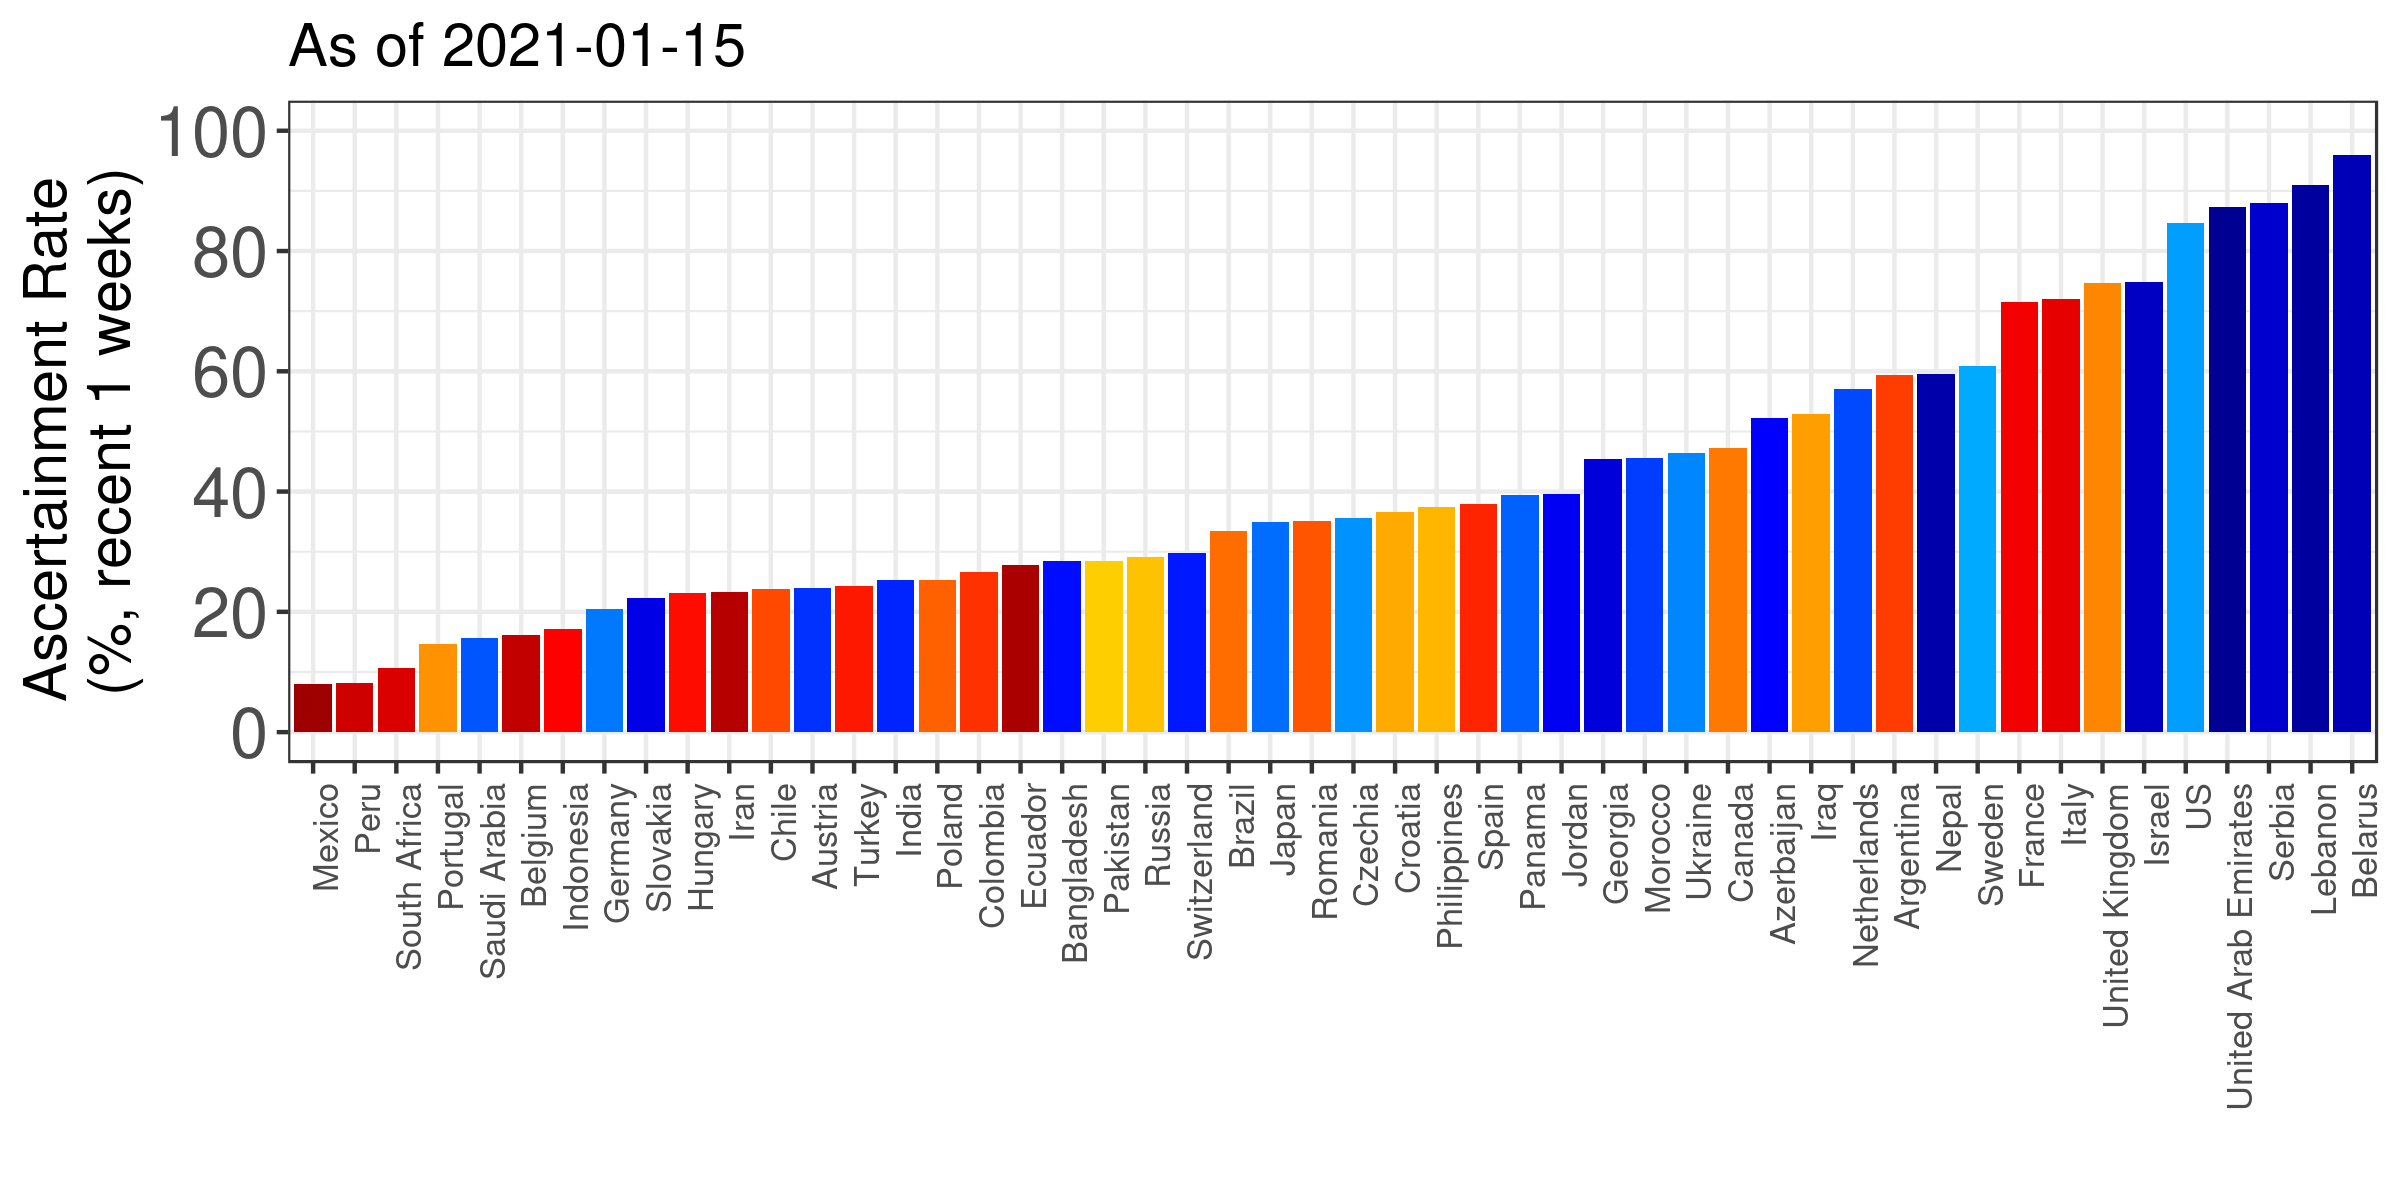 As of 2021-01-15
Ascertainment Rate
(%, recent 1 weeks)
100
80
60
40
20
0
Mexico
Peru
South Africa
Portugal
Saudi Arabia
Belgium
Indonesia
Germany
Slovakia
Hungary
Iran
Chile
Austria
Turkey
India
Poland
Colombia
Ecuador
Bangladesh
Pakistan
Russia
Switzerland
Brazil
Japan
Romania
Czechia
Croatia
Philippines
Spain
Panama
Jordan
Georgia
Morocco
Ukraine
Canada
Azerbaijan
Iraq
Netherlands
Argentina
Nepal
Sweden
France
Italy
United Kingdom
Israel
US
United Arab Emirates
Serbia
Lebanon
Belarus